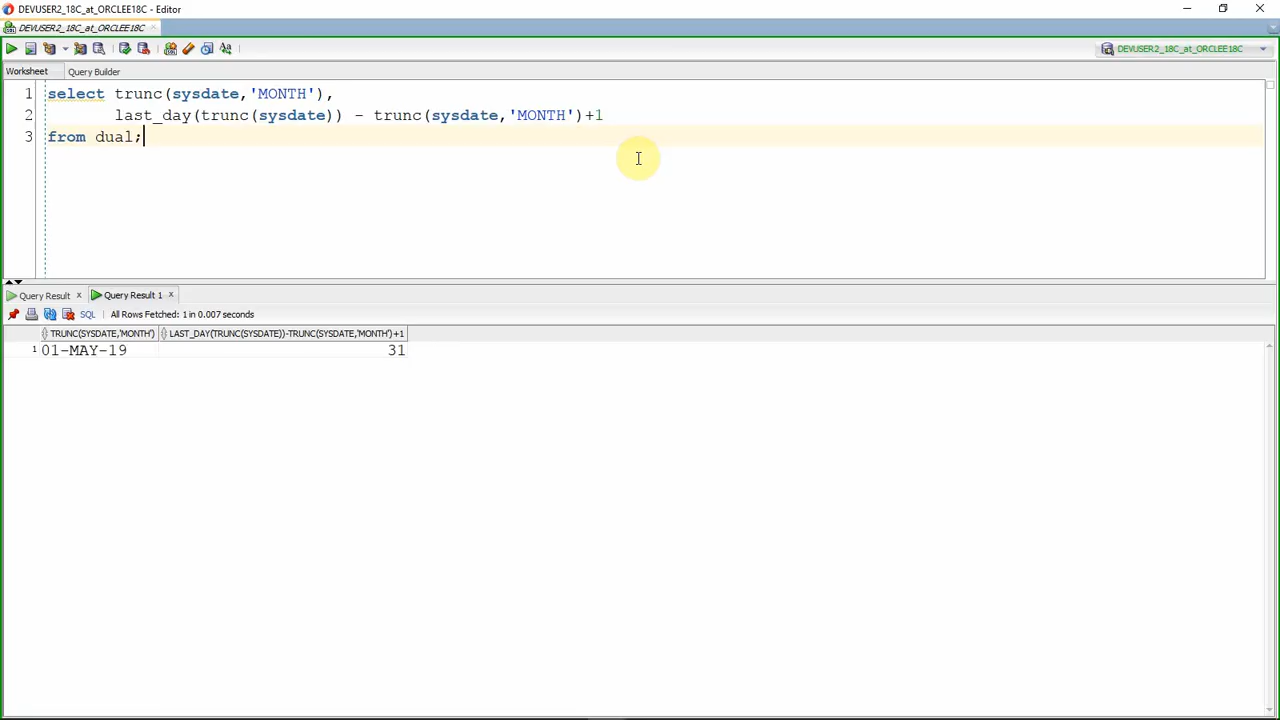 DEVUSER2_18C_at_ORCLEE18C - Editor
DEVUSER2_18C_at_ORCLEE18C ×
DEVUSER2_18C_at_ORCLEE18C
Worksheet Query Builder
1 select trunc(sysdate,'MONTH'),
2 last_day(trunc(sysdate)) - trunc(sysdate,'MONTH')+1
3 from dual;
Query Result × Query Result 1 ×
SQL | All Rows Fetched: 1 in 0.007 seconds
TRUNC(SYSDATE,'MONTH') LAST_DAY(TRUNC(SYSDATE))-TRUNC(SYSDATE,'MONTH')+1
1 01-MAY-19 31